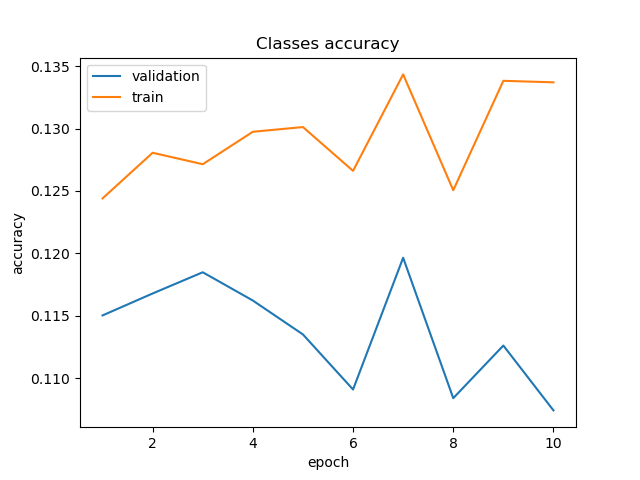 Classes accuracy
validation
train
0.135
0.130
0.125
0.120
0.115
0.110
accuracy
2 4 6 8 10
epoch